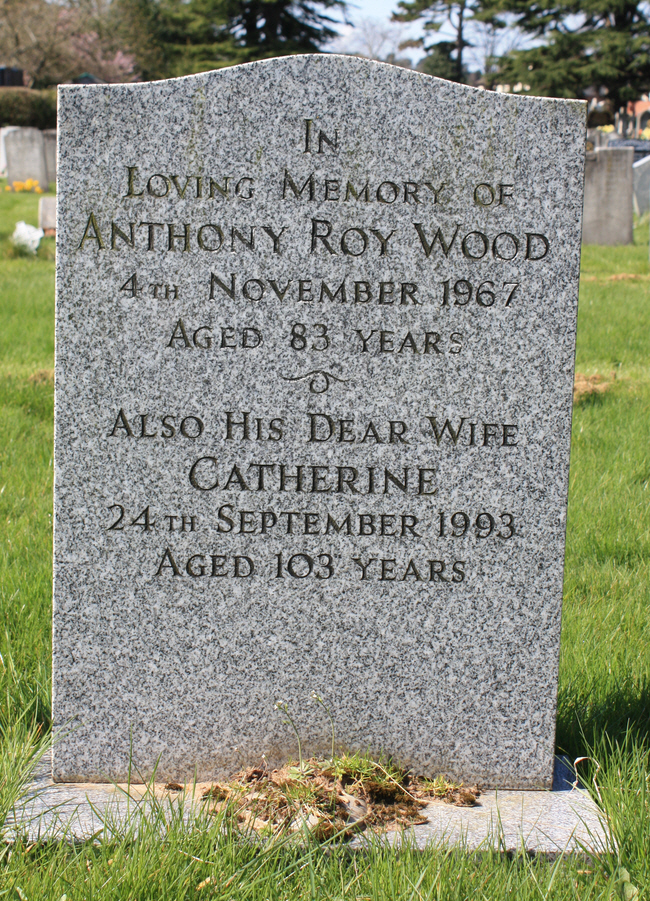 In
Loving Memory of
Anthony Roy Wood
4th November 1967
Aged 83 years
Also His Dear Wife
Catherine
24th September 1993
Aged 103 years